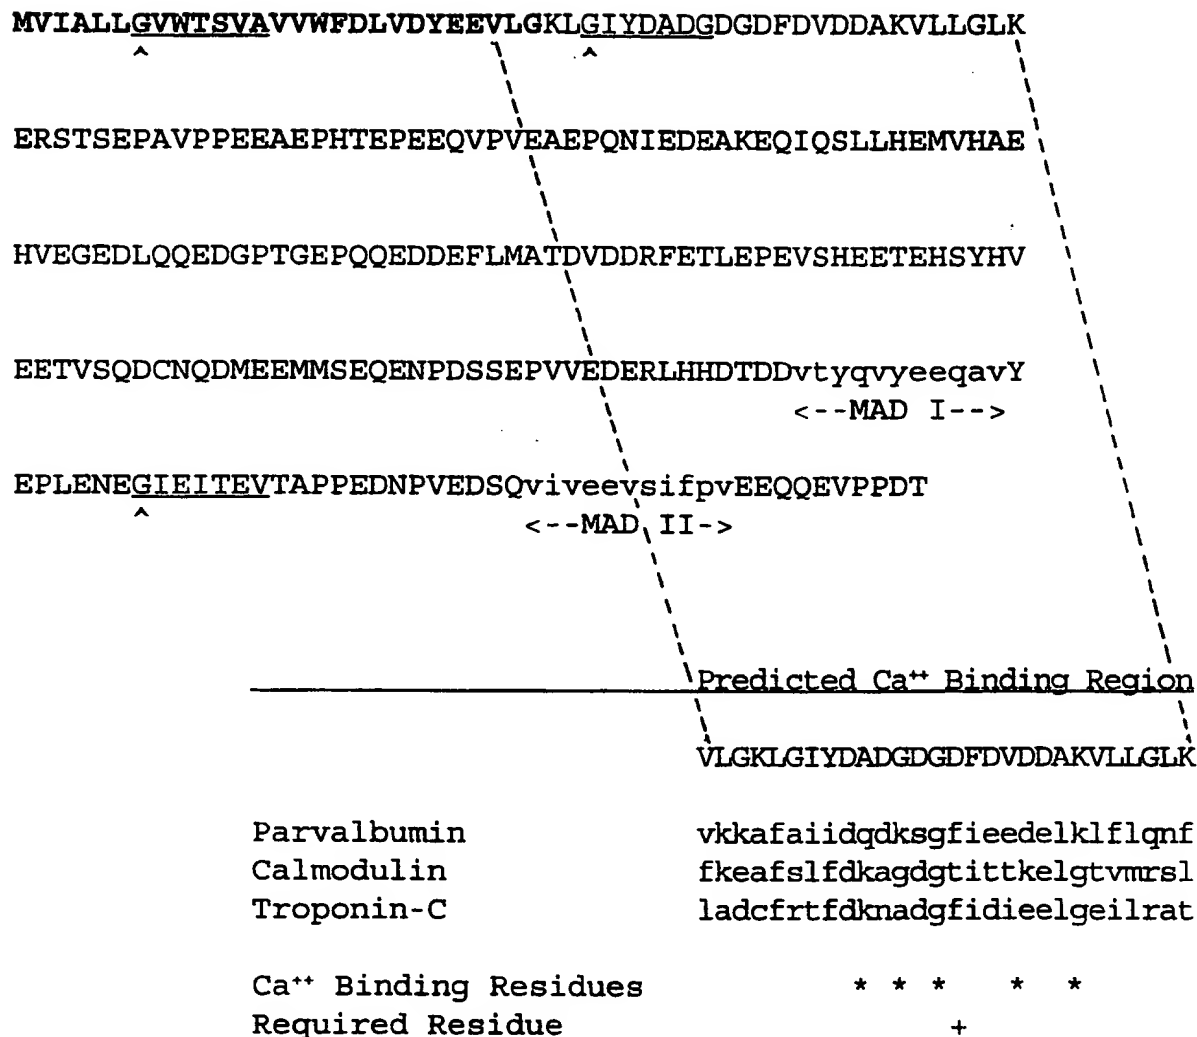 MVIALLGVWTSVAVVWFDLVDYEEVLGKLGIYDADGDGDFDVDDAKVLLGLK
^ ^
ERSTSEPAVPPEEAEPHTEPEEQVPVEAEPQNIEDEAKEQIQSLLHEMVHAE
HVEGEDLQQEDGPTGEPQQEDDEFLMATDVDDRFETLEPEVSHEETEHSYHV
EETVSQDCNQDMEEMMSEQENPDSSEPVVEDERLHHDTDDvtyqvyeeqavY
<--MAD I-->
EPLENEGIEITEVTAPPEDNPVEDSQviveevsifpvEEQQEVPPDT
^
<--MAD II->
Predicted Ca⁺⁺ Binding Region
VLGKLGIYDADGDGDFDVDDAKVLLGLK
Parvalbumin vkkafaiidqdksgfieedelklflqnf
Calmodulin fkeafslfdkagdgtittkelgtvmrsl
Troponin-C ladcfrtfdknadgfidieelgeilrat
Ca⁺⁺ Binding Residues * * * * *
Required Residue +